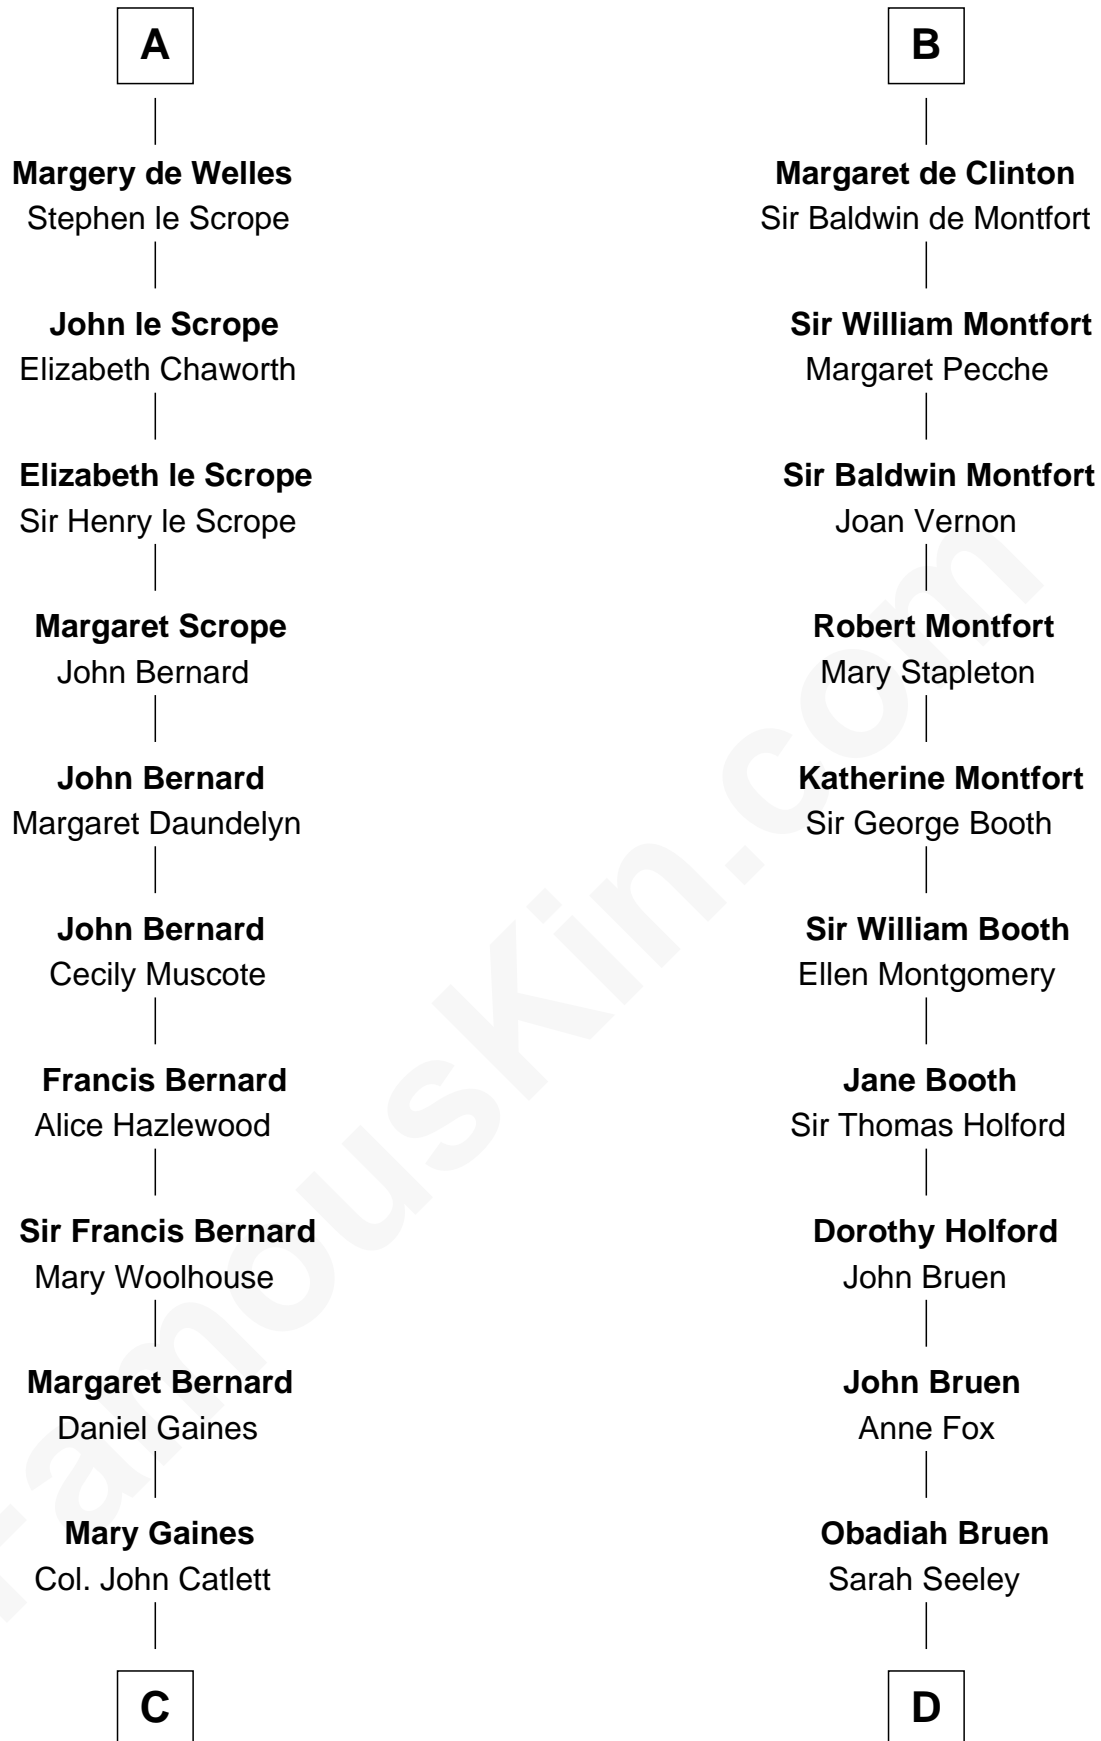 A
Margery de Welles
Stephen le Scrope
John le Scrope
Elizabeth Chaworth
Elizabeth le Scrope
Sir Henry le Scrope
Margaret Scrope
John Bernard
John Bernard
Margaret Daundelyn
John Bernard
Cecily Muscote
Francis Bernard
Alice Hazlewood
Sir Francis Bernard
Mary Woolhouse
Margaret Bernard
Daniel Gaines
Mary Gaines
Col. John Catlett
C
B
Margaret de Clinton
Sir Baldwin de Montfort
Sir William Montfort
Margaret Pecche
Sir Baldwin Montfort
Joan Vernon
Robert Montfort
Mary Stapleton
Katherine Montfort
Sir George Booth
Sir William Booth
Ellen Montgomery
Jane Booth
Sir Thomas Holford
Dorothy Holford
John Bruen
John Bruen
Anne Fox
Obadiah Bruen
Sarah Seeley
D
FamousKin.com